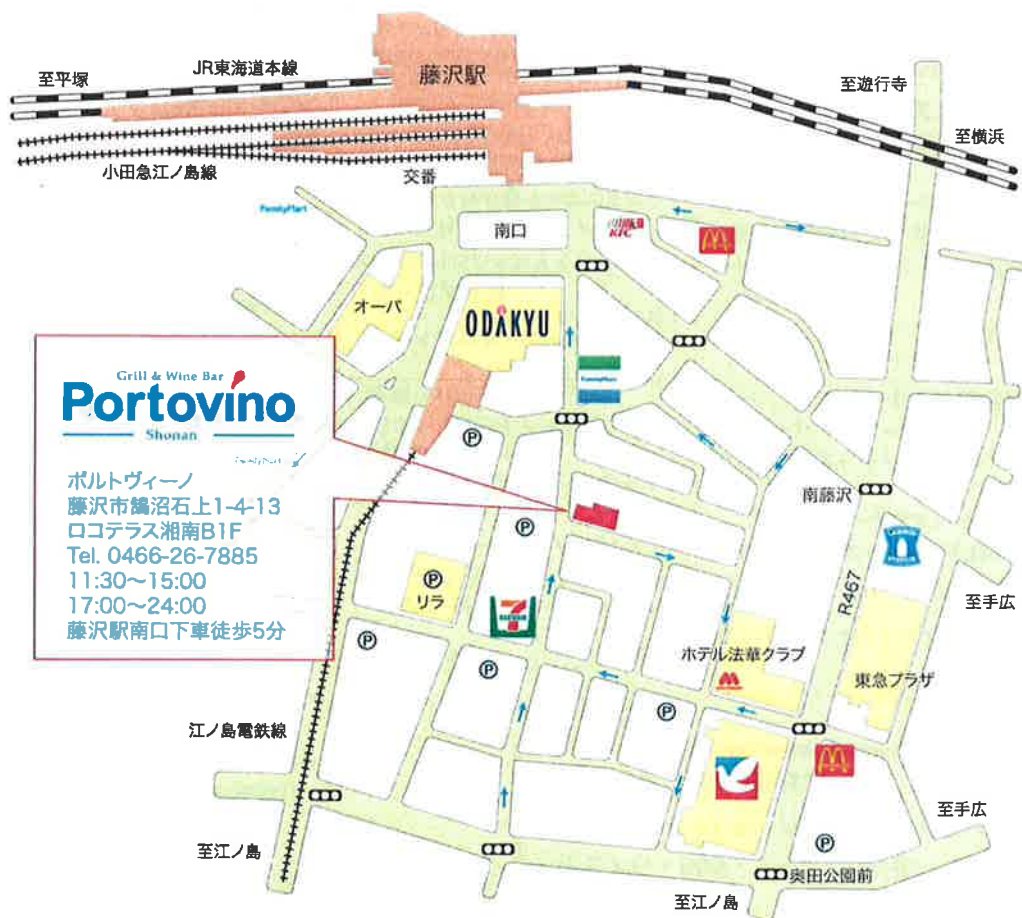 至平塚
JR東海道本線
藤沢駅
至遊行寺
至横浜
小田急江ノ島線
交番
FamilyMart
南口
KFC
オーパ
ODAKYU
FamilyMart
Grill & Wine Bar
Portovino
Shonan
FamilyMart
ポルトヴィーノ
藤沢市鵠沼石上1-4-13
ロコテラス湘南B1F
Tel. 0466-26-7885
11:30〜15:00
17:00〜24:00
藤沢駅南口下車徒歩5分
P
P
南藤沢
P
リラ
R467
至手広
P
P
ホテル法華クラブ
東急プラザ
P
江ノ島電鉄線
至江ノ島
P
至手広
奥田公園前
至江ノ島